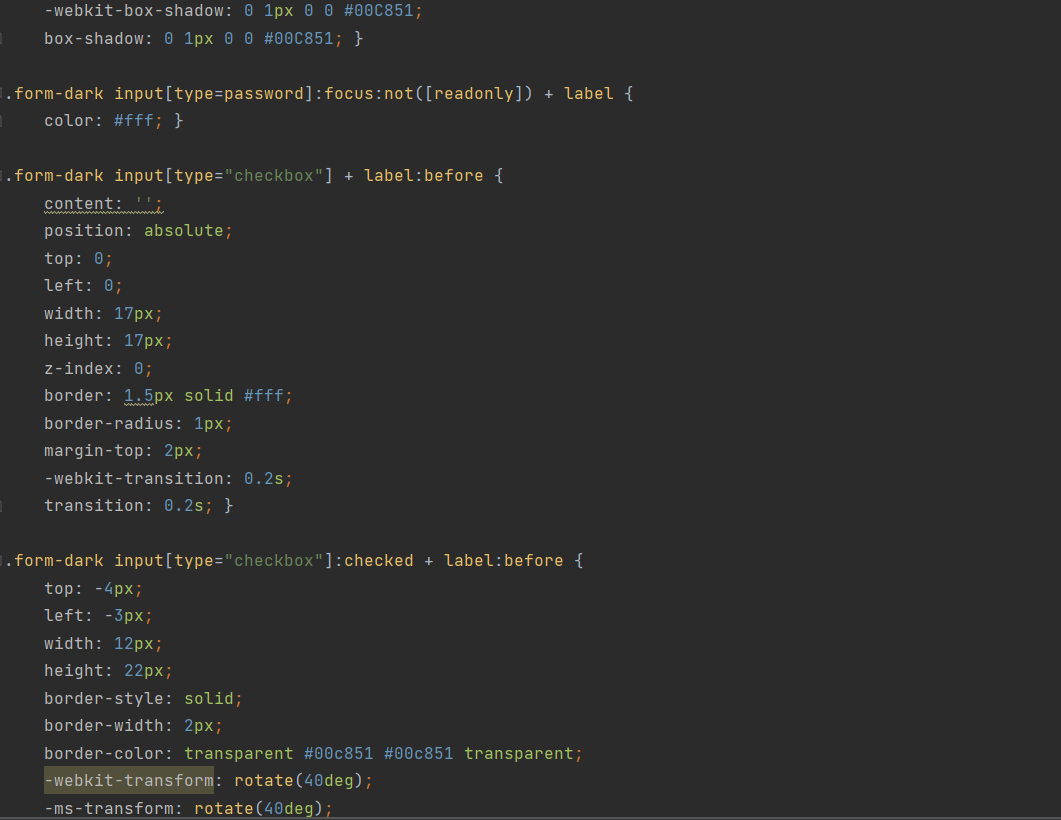 -webkit-box-shadow: 0 1px 0 0 #00C851;
box-shadow: 0 1px 0 0 #00C851; }
.form-dark input[type=password]:focus:not([readonly]) + label {
color: #fff; }
.form-dark input[type="checkbox"] + label:before {
content: '';
position: absolute;
top: 0;
left: 0;
width: 17px;
height: 17px;
z-index: 0;
border: 1.5px solid #fff;
border-radius: 1px;
margin-top: 2px;
-webkit-transition: 0.2s;
transition: 0.2s; }
.form-dark input[type="checkbox"]:checked + label:before {
top: -4px;
left: -3px;
width: 12px;
height: 22px;
border-style: solid;
border-width: 2px;
border-color: transparent #00c851 #00c851 transparent;
-webkit-transform: rotate(40deg);
-ms-transform: rotate(40deg);